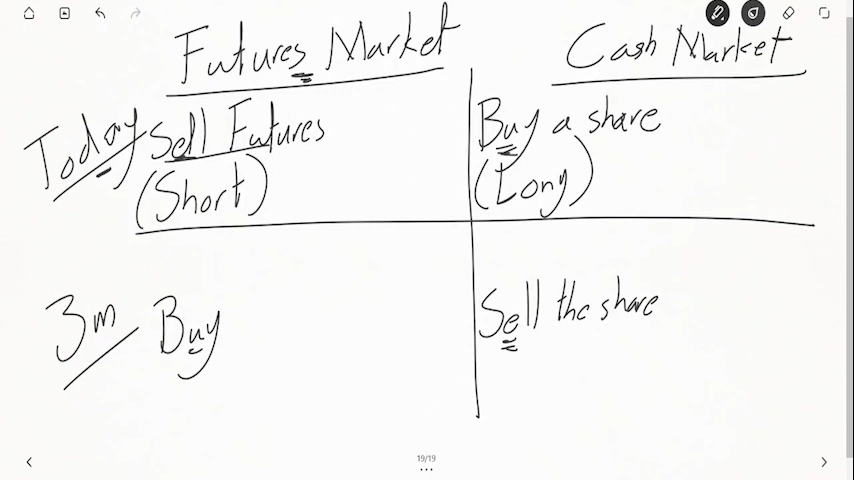 Futures Market
Cash Market
Today
Sell Futures
(Short)
Buy a share
(Long)
3m
Buy
Sell the share
19/19